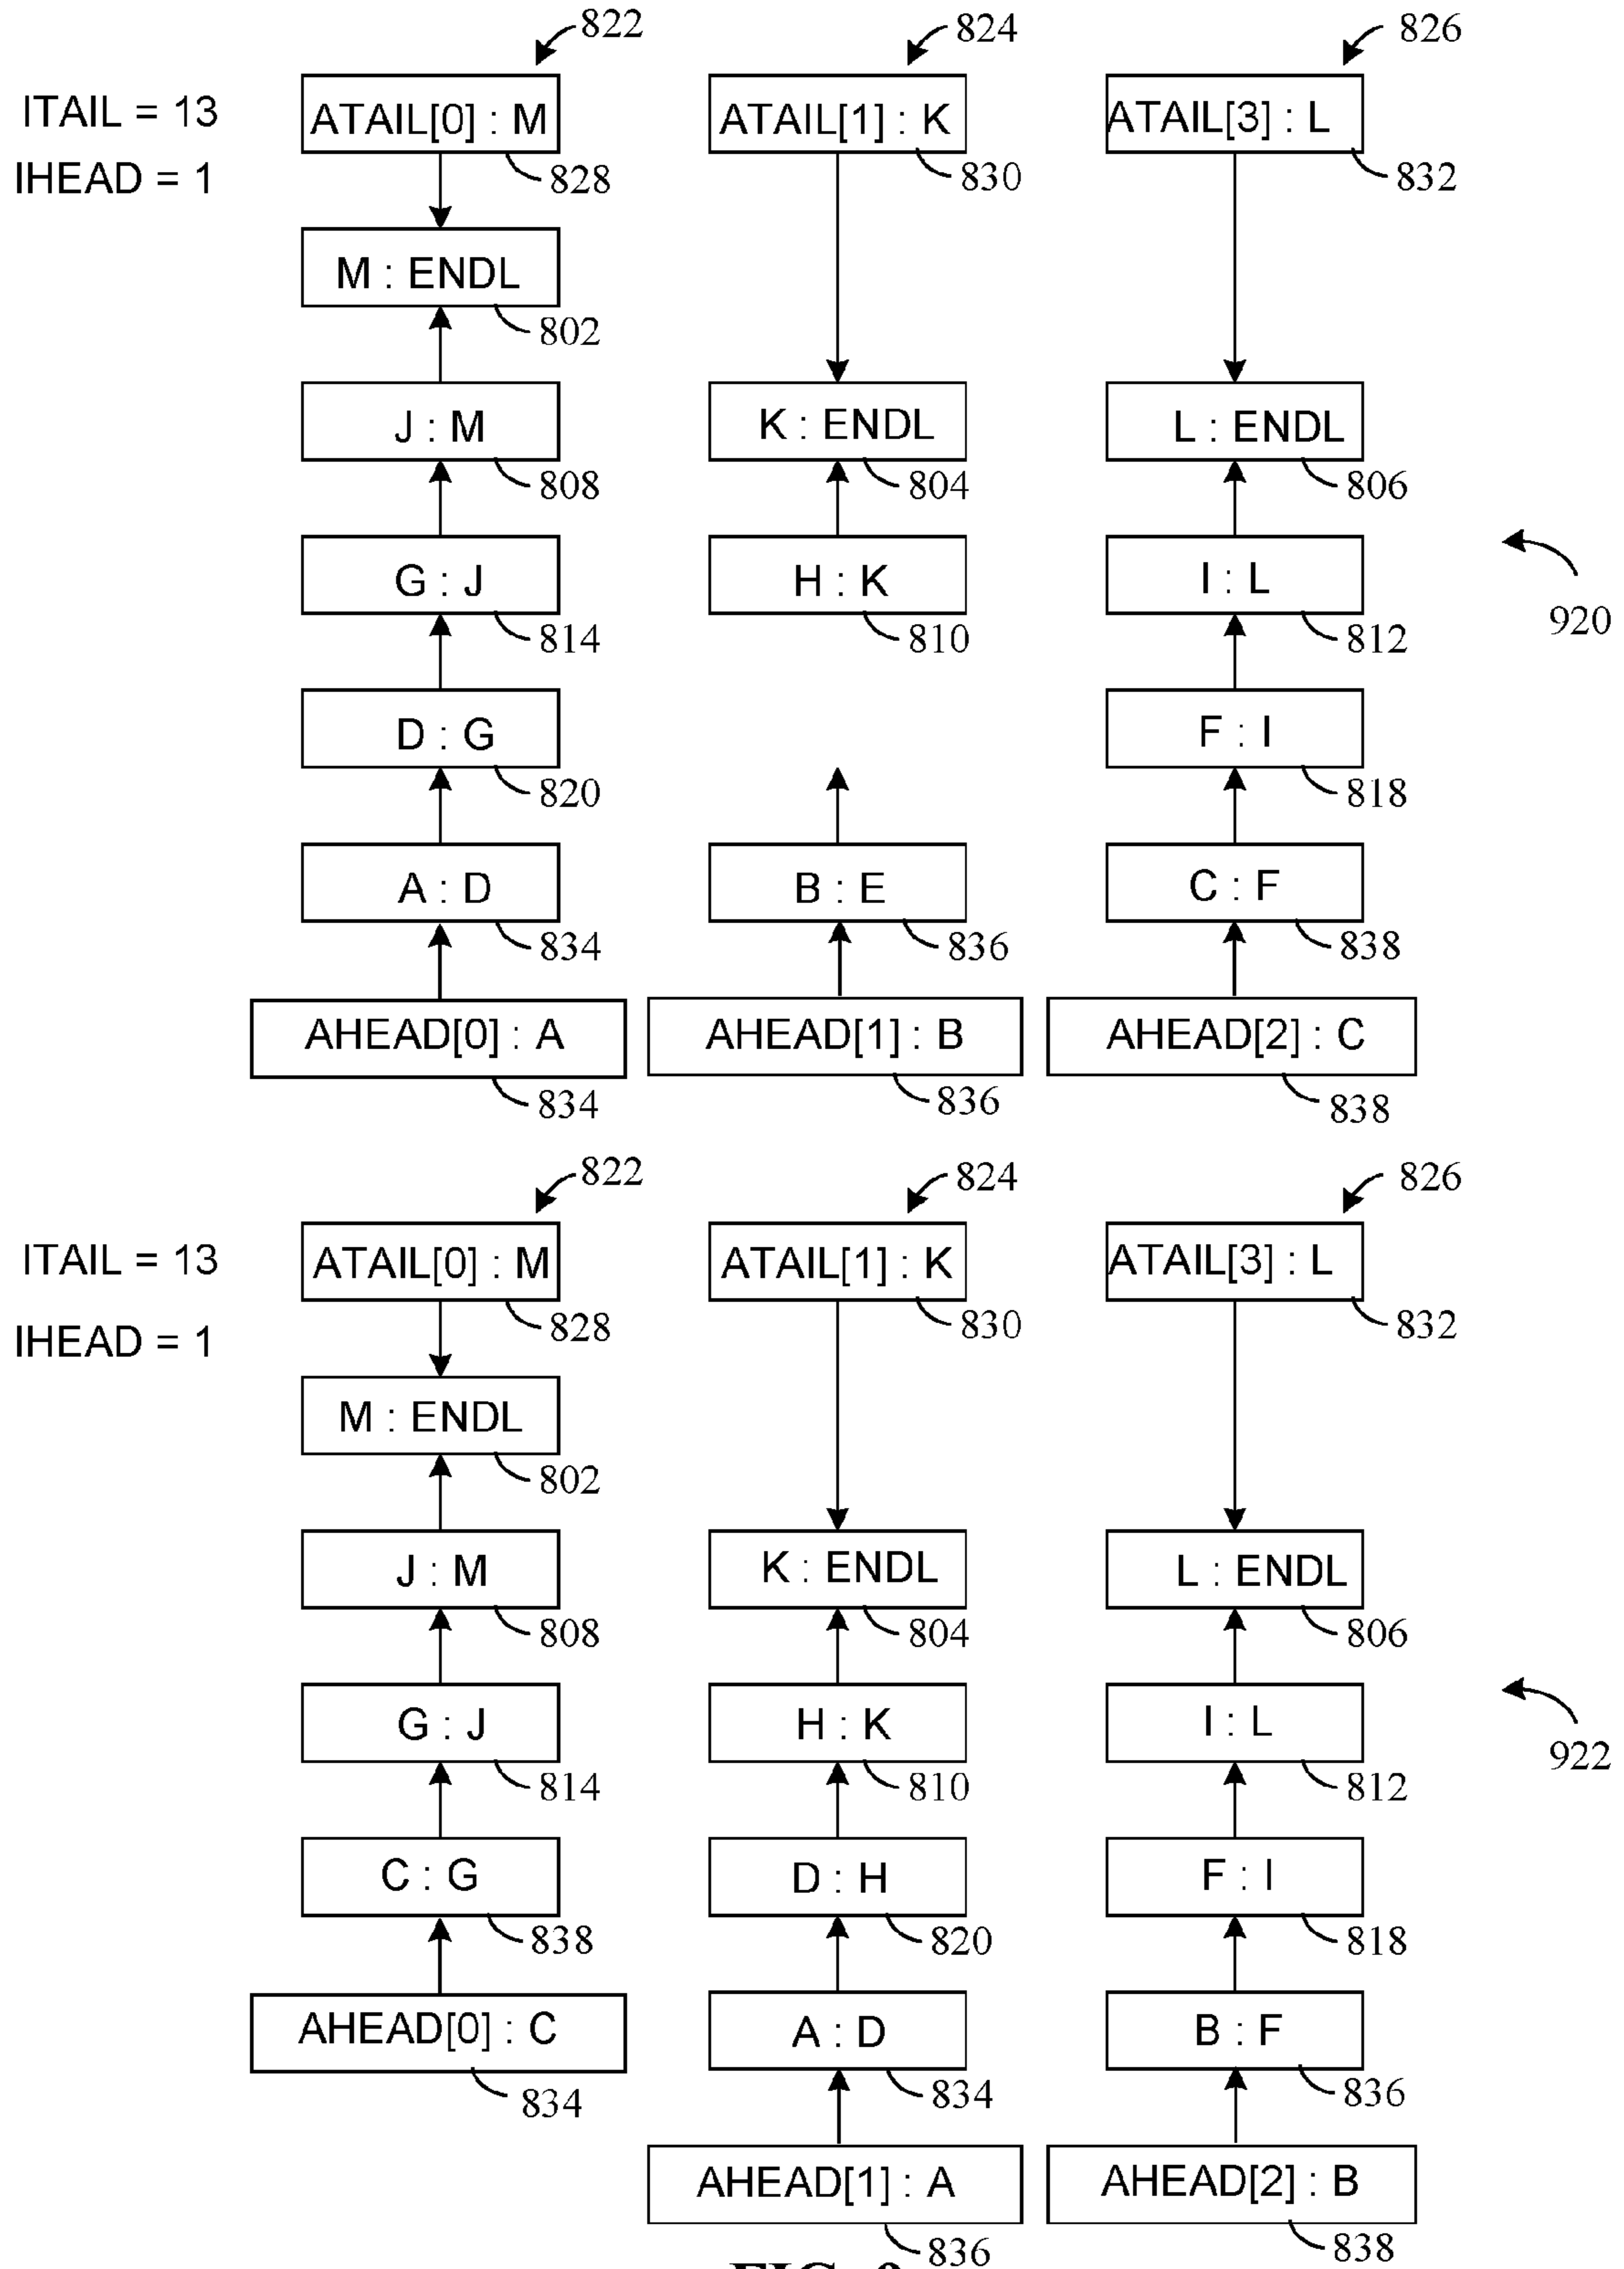 822
824
826
ITAIL = 13
ATAIL[0] : M
ATAIL[1] : K
ATAIL[3] : L
IHEAD = 1
828
830
832
M : ENDL
802
J : M
K : ENDL
L : ENDL
808
804
806
G : J
H : K
I : L
920
814
810
812
D : G
F : I
820
818
A : D
B : E
C : F
834
836
838
AHEAD[0] : A
AHEAD[1] : B
AHEAD[2] : C
834
836
838
822
824
826
ITAIL = 13
ATAIL[0] : M
ATAIL[1] : K
ATAIL[3] : L
IHEAD = 1
828
830
832
M : ENDL
802
J : M
K : ENDL
L : ENDL
808
804
806
G : J
H : K
I : L
922
814
810
812
C : G
D : H
F : I
838
820
818
AHEAD[0] : C
A : D
B : F
834
834
836
AHEAD[1] : A
AHEAD[2] : B
836
838